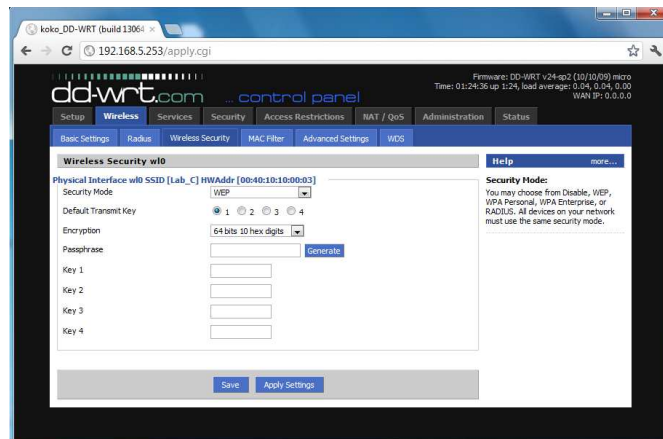 koko_DD-WRT (build 13064
192.168.5.253/apply.cgi
Firmware: DD-WRT v24-sp2 (10/10/09) micro
Time: 01:24:36 up 1:24, load average: 0.04, 0.04, 0.00
WAN IP: 0.0.0.0
dd-wrt.com ... control panel
Setup Wireless Services Security Access Restrictions NAT / QoS Administration Status
Basic Settings Radius Wireless Security MAC Filter Advanced Settings WDS
Wireless Security wl0
Physical Interface wl0 SSID [Lab_C] HWAddr [00:40:10:10:00:03]
Security Mode WEP
Default Transmit Key 1 2 3 4
Encryption 64 bits 10 hex digits
Passphrase Generate
Key 1
Key 2
Key 3
Key 4
Save Apply Settings
Help more...
Security Mode:
You may choose from Disable, WEP,
WPA Personal, WPA Enterprise, or
RADIUS. All devices on your network
must use the same security mode.